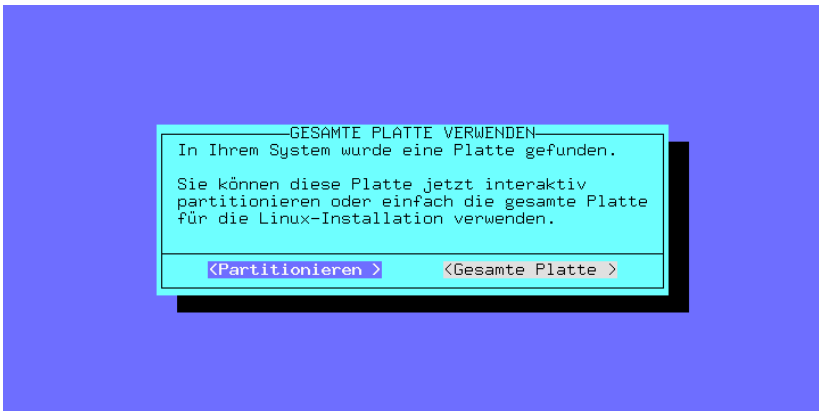 GESAMTE PLATTE VERWENDEN
In Ihrem System wurde eine Platte gefunden.
Sie können diese Platte jetzt interaktiv
partitionieren oder einfach die gesamte Platte
für die Linux-Installation verwenden.
<Partitionieren > <Gesamte Platte >